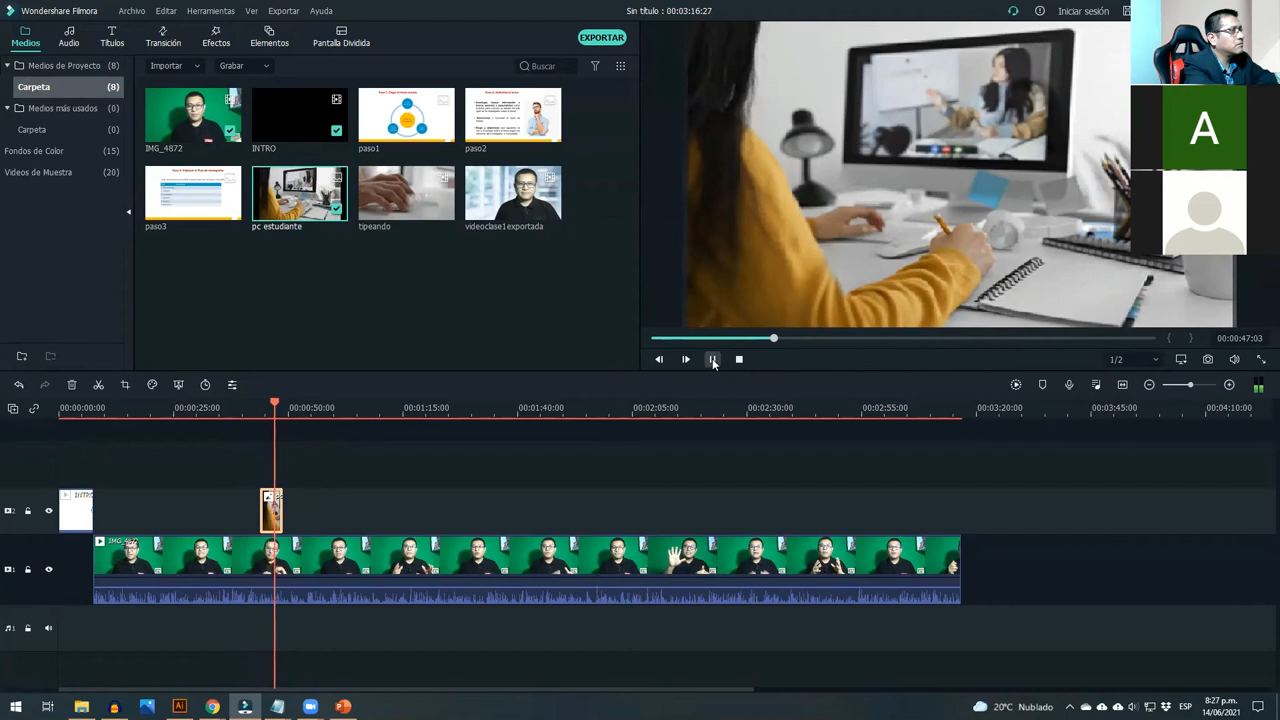 Wondershare Filmora
Archivo
Editar
Herramientas
Ver
Exportar
Ayuda
Sin título : 00:03:16:27
Iniciar sesión
Medios
Audio
Títulos
Transición
Efectos
Elementos
Pantalla Dividida
EXPORTAR
Medios de Proyecto (8)
Importar
Grabar
Buscar
Medios más usados (0)
Fondos de Color (15)
Videos de Muestra (20)
IMG_4872
INTRO
paso1
paso2
paso3
pc estudiante
tipeando
videoclase1exportada
A
00:00:47:03
1/2
00:00:00:00
00:00:25:00
00:00:50:00
00:01:15:00
00:01:40:00
00:02:05:00
00:02:30:00
00:02:55:00
00:03:20:00
00:03:45:00
00:04:10:00
IMG_4872
2
1
1
20°C Nublado
ESP
8:27 p.m.
14/06/2021